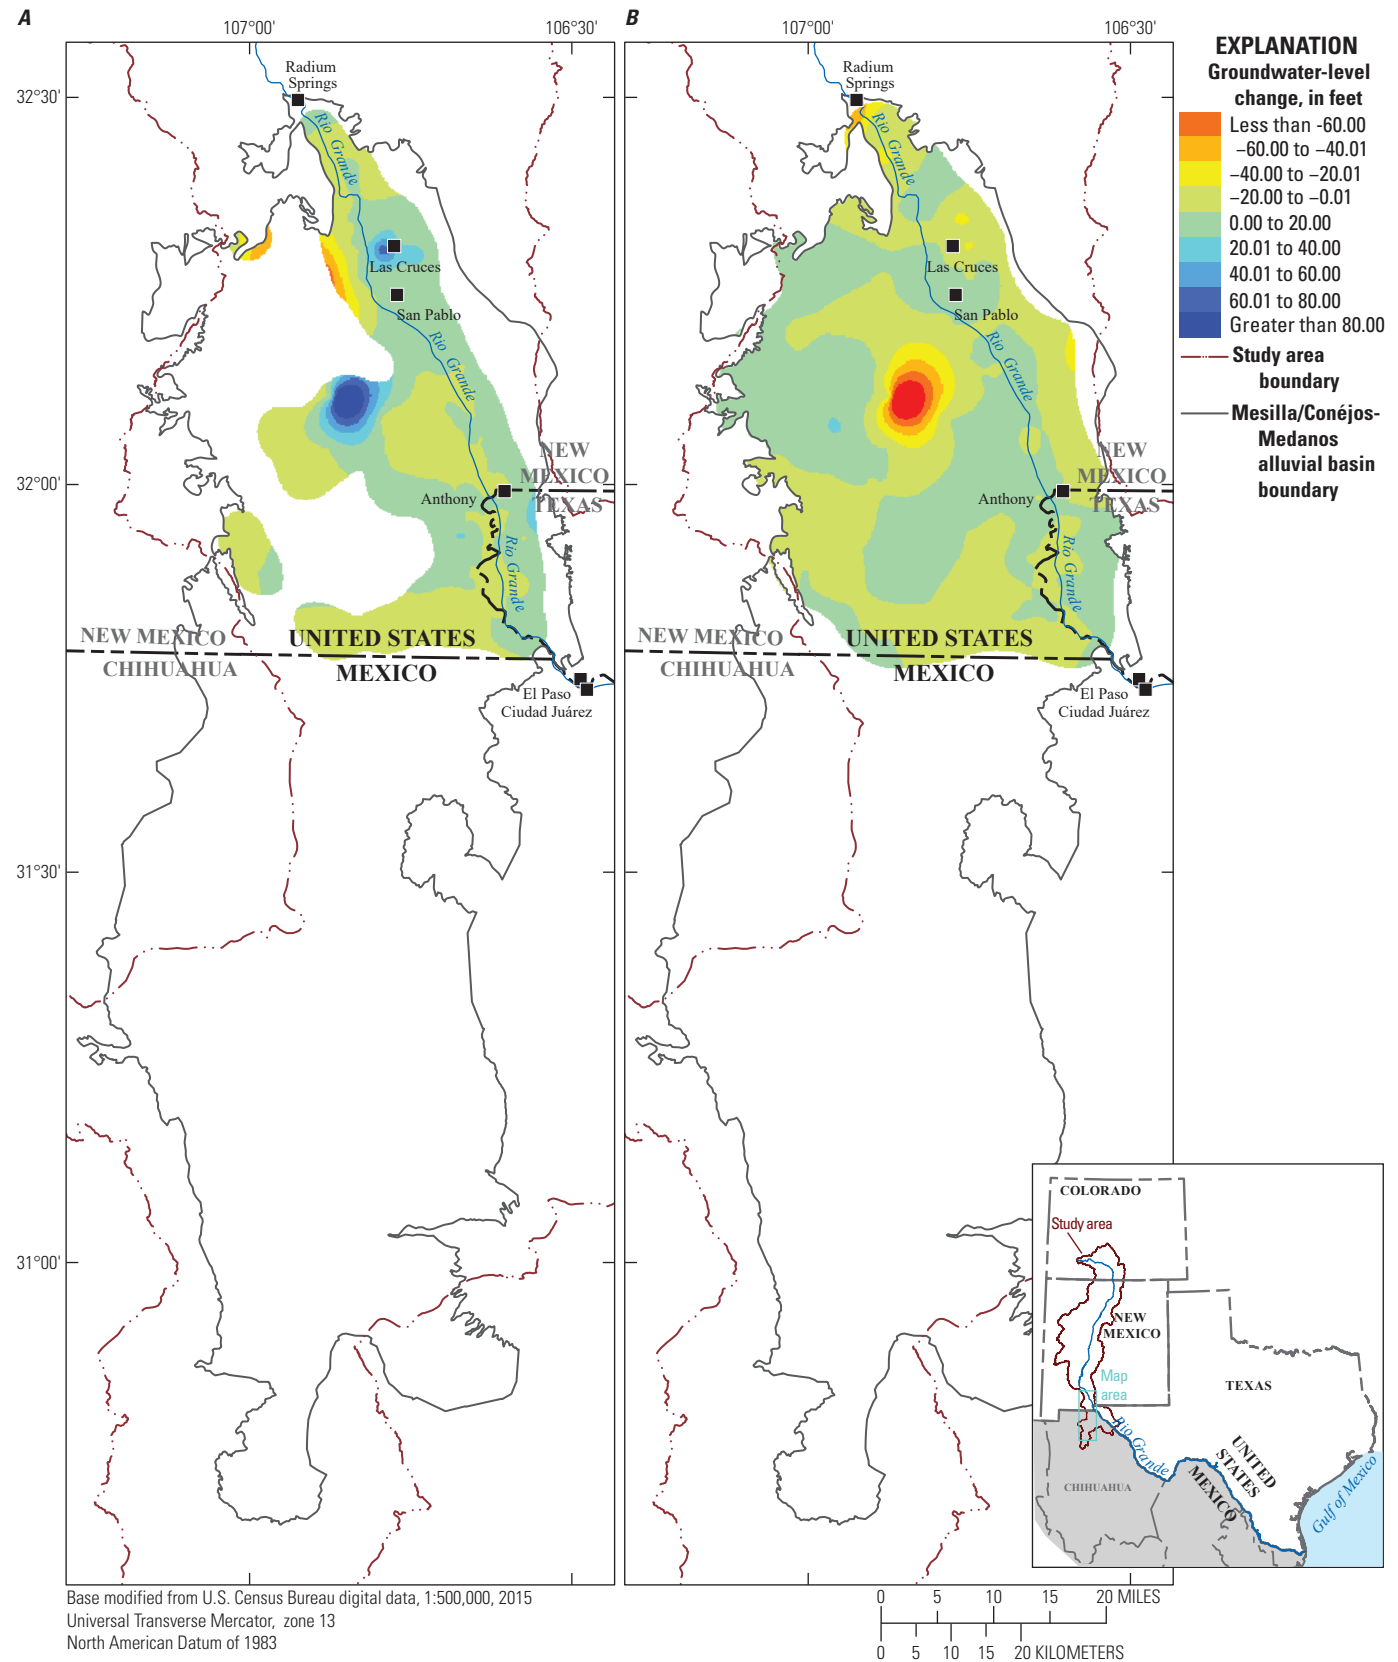 A
107°00'
106°30'
B
107°00'
106°30'
32°30'
32°00'
31°30'
31°00'
Radium
Springs
Rio Grande
Las Cruces
San Pablo
Rio Grande
NEW
MEXICO
TEXAS
Anthony
Rio Grande
NEW MEXICO
CHIHUAHUA
UNITED STATES
MEXICO
El Paso
Ciudad Juárez
Radium
Springs
Rio Grande
Las Cruces
San Pablo
Rio Grande
NEW
MEXICO
TEXAS
Anthony
Rio Grande
NEW MEXICO
CHIHUAHUA
UNITED STATES
MEXICO
El Paso
Ciudad Juárez
EXPLANATION
Groundwater-level
change, in feet
Less than -60.00
−60.00 to −40.01
−40.00 to −20.01
−20.00 to −0.01
0.00 to 20.00
20.01 to 40.00
40.01 to 60.00
60.01 to 80.00
Greater than 80.00
Study area
boundary
Mesilla/Conéjos-
Medanos
alluvial basin
boundary
COLORADO
Study area
NEW
MEXICO
Map
area
TEXAS
Rio Grande
UNITED
STATES
MEXICO
CHIHUAHUA
Gulf of Mexico
Base modified from U.S. Census Bureau digital data, 1:500,000, 2015
Universal Transverse Mercator, zone 13
North American Datum of 1983
0 5 10 15 20 MILES
0 5 10 15 20 KILOMETERS